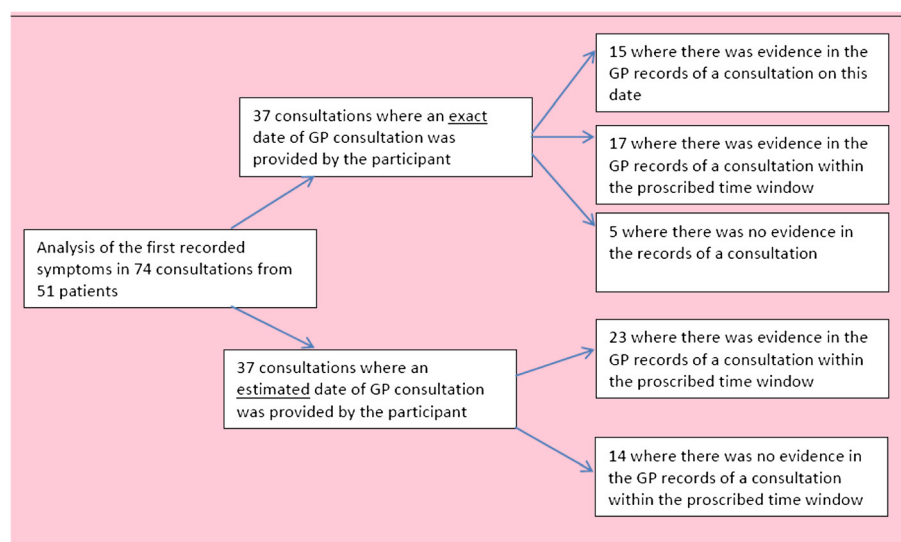 Analysis of the first recorded
symptoms in 74 consultations from
51 patients
37 consultations where an exact
date of GP consultation was
provided by the participant
15 where there was evidence in the
GP records of a consultation on this
date
17 where there was evidence in the
GP records of a consultation within
the proscribed time window
5 where there was no evidence in
the records of a consultation
37 consultations where an
estimated date of GP consultation
was provided by the participant
23 where there was evidence in the
GP records of a consultation within
the proscribed time window
14 where there was no evidence in
the GP records of a consultation
within the proscribed time window